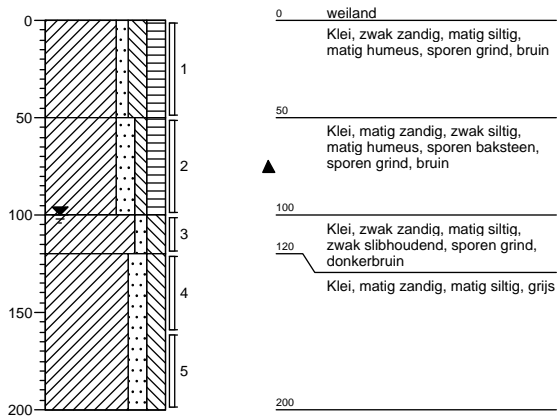 0
50
100
150
200
1
2
3
4
5
0
weiland
Klei, zwak zandig, matig siltig,
matig humeus, sporen grind, bruin
50
Klei, matig zandig, zwak siltig,
matig humeus, sporen baksteen,
sporen grind, bruin
100
Klei, zwak zandig, matig siltig,
zwak slibhoudend, sporen grind,
donkerbruin
120
Klei, matig zandig, matig siltig, grijs
200